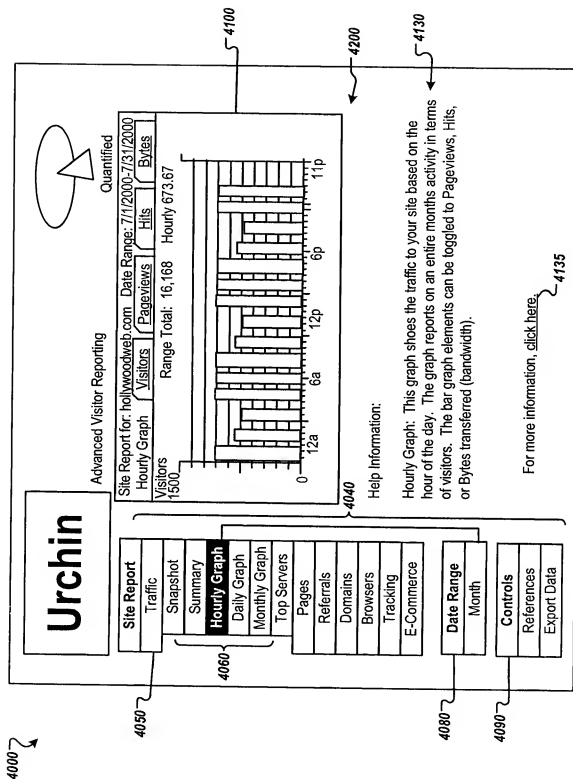 4000
Urchin
Advanced Visitor Reporting
Quantified
Site Report for: hollywoodweb.com Date Range: 7/1/2000-7/31/2000
Hourly Graph Visitors Pageviews Hits Bytes
Visitors Range Total: 16,168 Hourly 673.67
1500
0
12a 6a 12p 6p 11p
4100
4200
Help Information:
4130
Hourly Graph: This graph shoes the traffic to your site based on the
hour of the day. The graph reports on an entire months activity in terms
of visitors. The bar graph elements can be toggled to Pageviews, Hits,
or Bytes transferred (bandwidth).
For more information, click here.
4135
4040
4050
Site Report
Traffic
Snapshot
Summary
Hourly Graph
Daily Graph
Monthly Graph
Top Servers
4060
Pages
Referrals
Domains
Browsers
Tracking
E-Commerce
4080
Date Range
Month
4090
Controls
References
Export Data